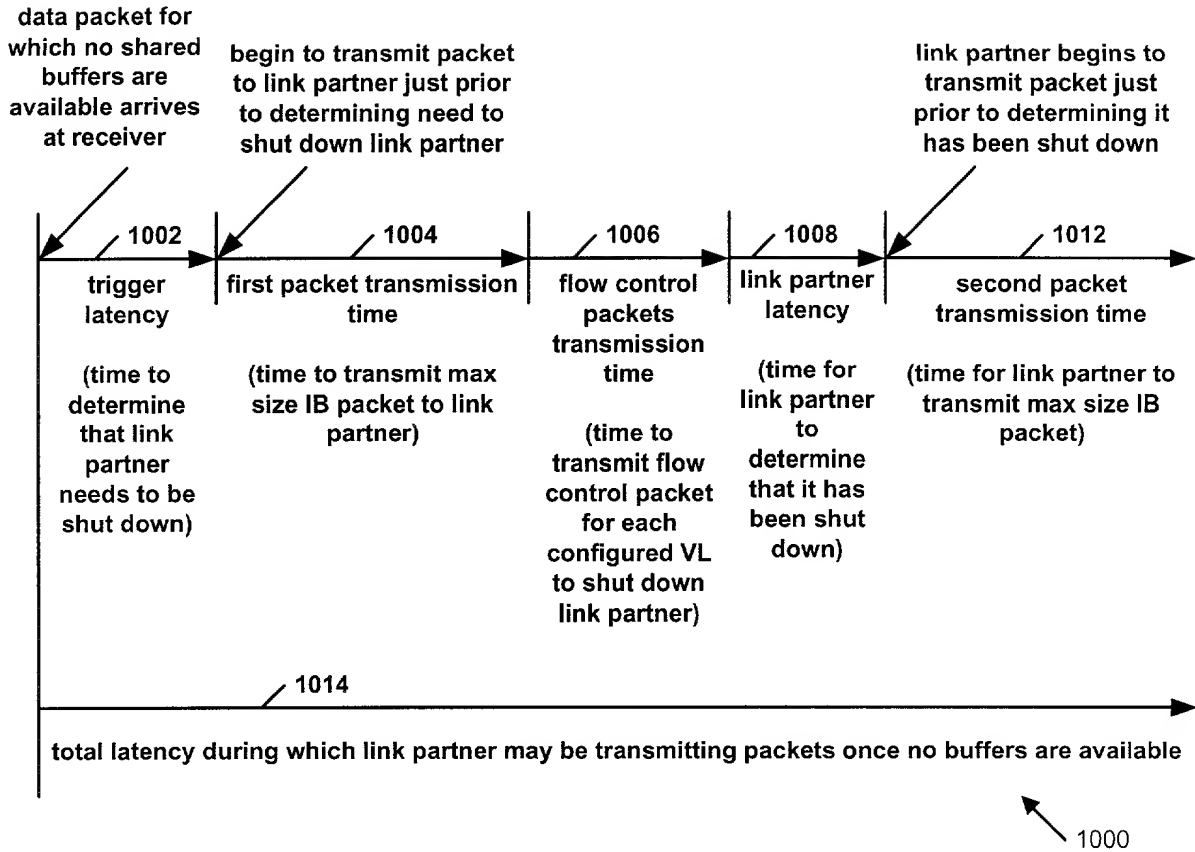 data packet for
which no shared
buffers are
available arrives
at receiver
begin to transmit packet
to link partner just prior
to determining need to
shut down link partner
link partner begins to
transmit packet just
prior to determining it
has been shut down
1002
trigger
latency
(time to
determine
that link
partner
needs to be
shut down)
1004
first packet transmission
time
(time to transmit max
size IB packet to link
partner)
1006
flow control
packets
transmission
time
(time to
transmit flow
control packet
for each
configured VL
to shut down
link partner)
1008
link partner
latency
(time for
link partner
to
determine
that it has
been shut
down)
1012
second packet
transmission time
(time for link partner to
transmit max size IB
packet)
1014
total latency during which link partner may be transmitting packets once no buffers are available
1000